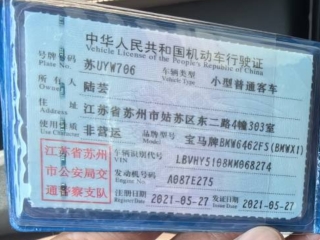 中华人民共和国机动车行驶证
Vehicle License of the People's Republic of China
号牌号码 Plate No. 苏UYW706 车辆类型 Vehicle Type 小型普通客车
所有人 Owner 陆芸
住址 江苏省苏州市姑苏区东二路4幢303室
使用性质 Use Character 非营运 品牌型号 Model 宝马牌BMW6462FS(BMWX1)
江苏省苏州市公安局交通警察支队
车辆识别代号 VIN LBVHY5108MM068274
发动机号码 Engine No. A087E275
注册日期 Register Date 2021-05-27 发证日期 Issue Date 2021-05-27